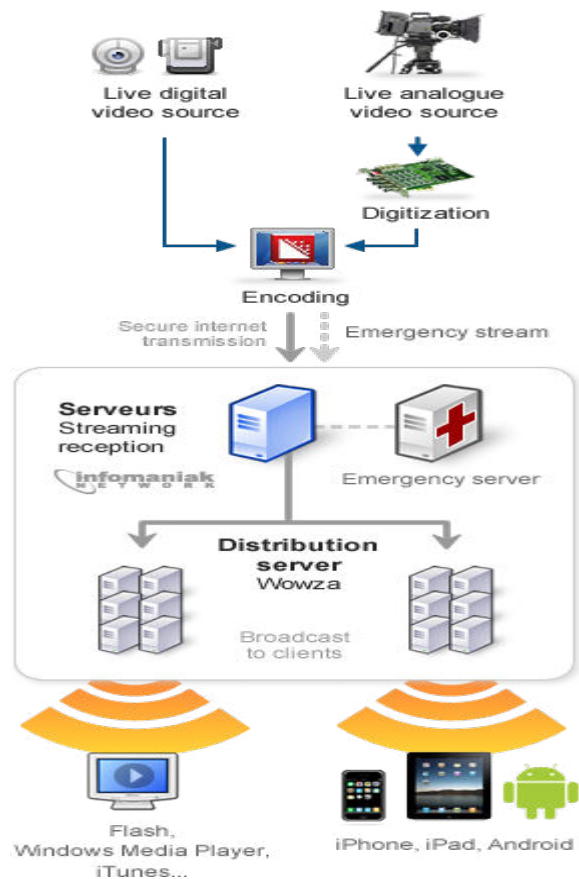 Live digital
video source
Live analogue
video source
Digitization
Encoding
Secure internet
transmission
Emergency stream
Serveurs
Streaming
reception
infomaniak
NETWORK
Emergency server
Distribution
server
Wowza
Broadcast
to clients
Flash,
Windows Media Player,
iTunes...
iPhone, iPad, Android